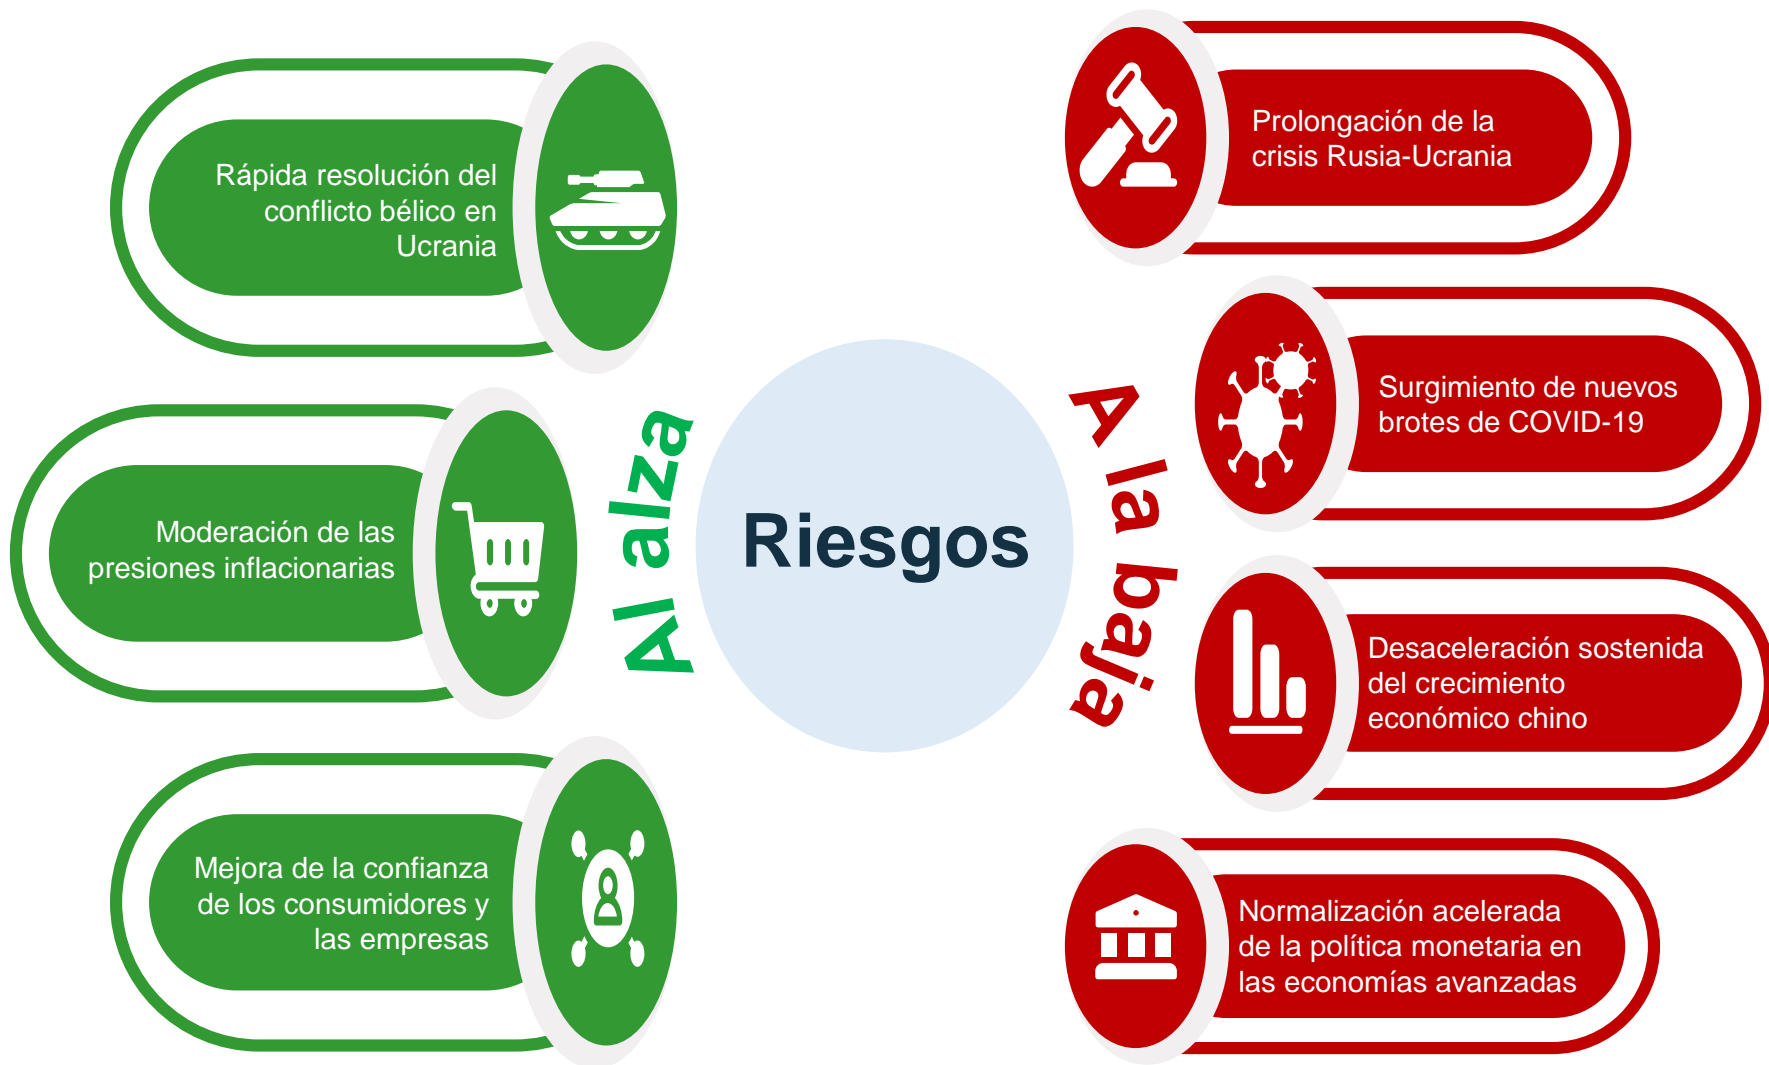 Rápida resolución del
conflicto bélico en
Ucrania
Moderación de las
presiones inflacionarias
Mejora de la confianza
de los consumidores y
las empresas
Al alza
Riesgos
A la baja
Prolongación de la
crisis Rusia-Ucrania
Surgimiento de nuevos
brotes de COVID-19
Desaceleración sostenida
del crecimiento
económico chino
Normalización acelerada
de la política monetaria en
las economías avanzadas